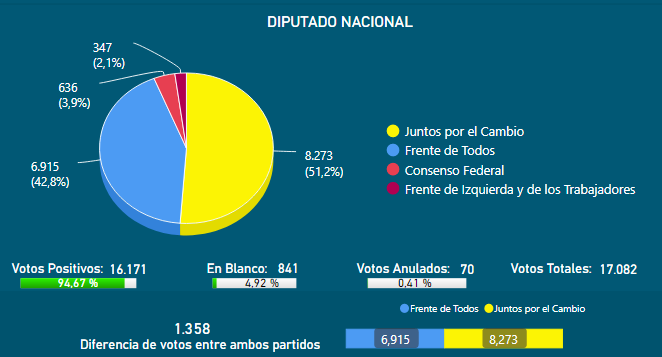 DIPUTADO NACIONAL
347
(2,1%)
636
(3,9%)
6.915
(42,8%)
8.273
(51,2%)
Juntos por el Cambio
Frente de Todos
Consenso Federal
Frente de Izquierda y de los Trabajadores
Votos Positivos: 16.171
94,67 %
En Blanco: 841
4,92 %
Votos Anulados: 70
0,41 %
Votos Totales: 17.082
Frente de Todos Juntos por el Cambio
1.358
Diferencia de votos entre ambos partidos
6,915 8,273